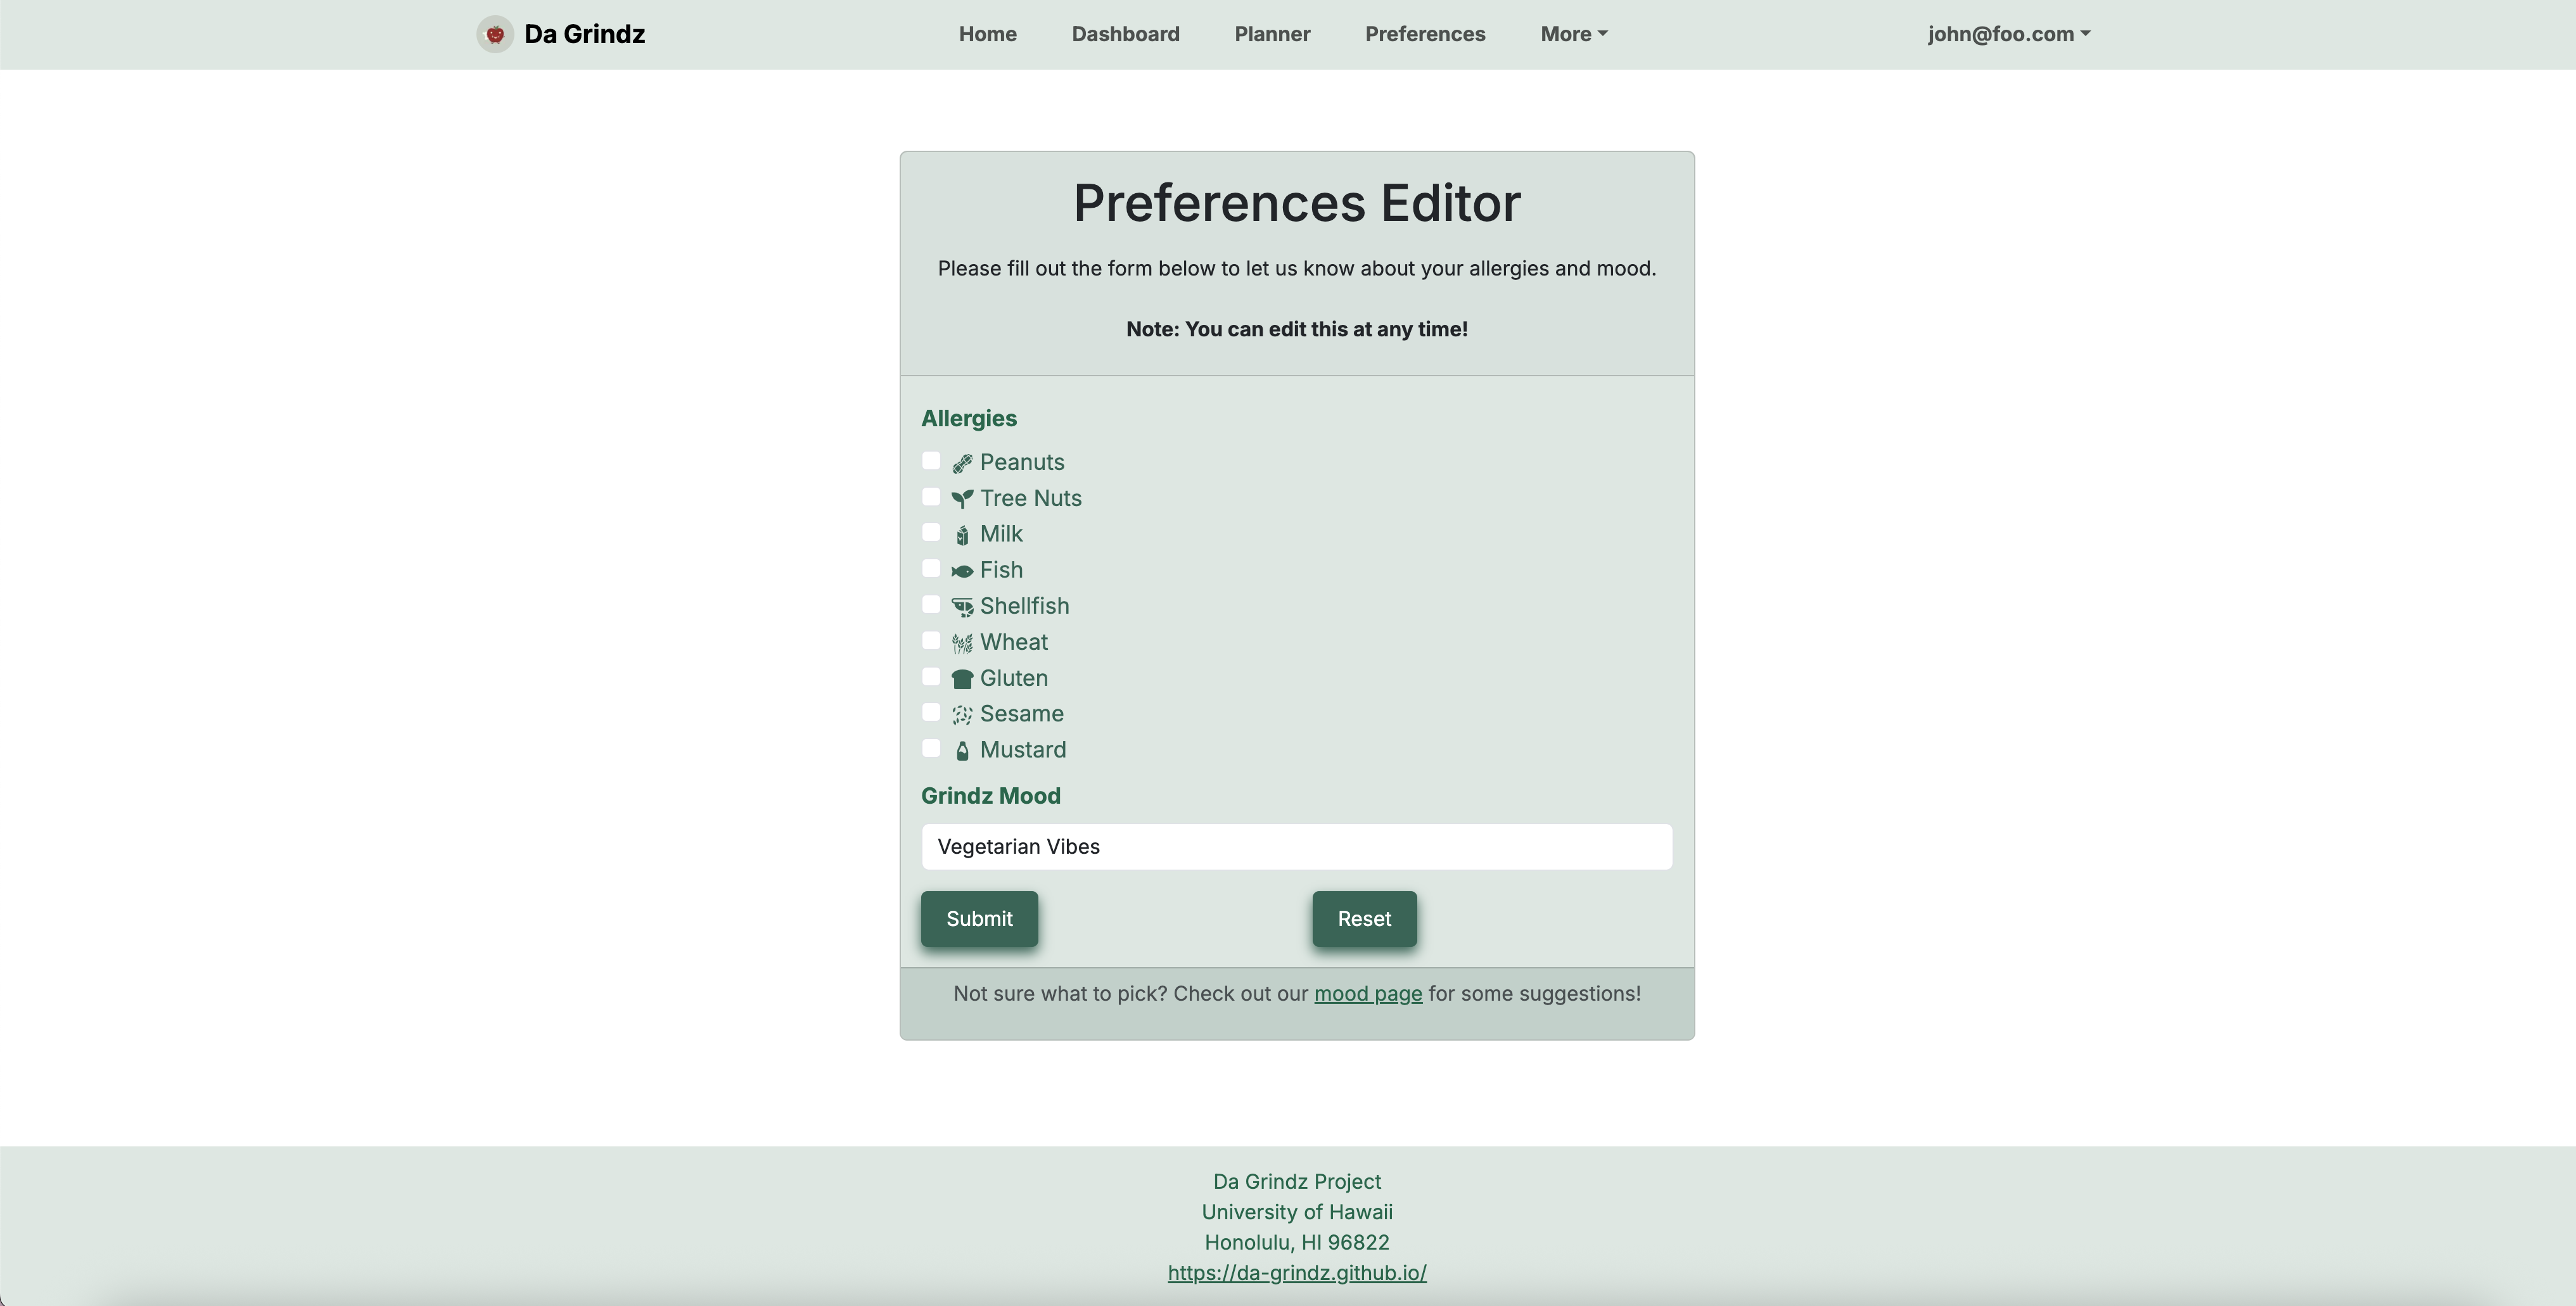 Da Grindz
Home Dashboard Planner Preferences More
john@foo.com
Preferences Editor
Please fill out the form below to let us know about your allergies and mood.
Note: You can edit this at any time!
Allergies
Peanuts
Tree Nuts
Milk
Fish
Shellfish
Wheat
Gluten
Sesame
Mustard
Grindz Mood
Vegetarian Vibes
Submit Reset
Not sure what to pick? Check out our mood page for some suggestions!
Da Grindz Project
University of Hawaii
Honolulu, HI 96822
https://da-grindz.github.io/